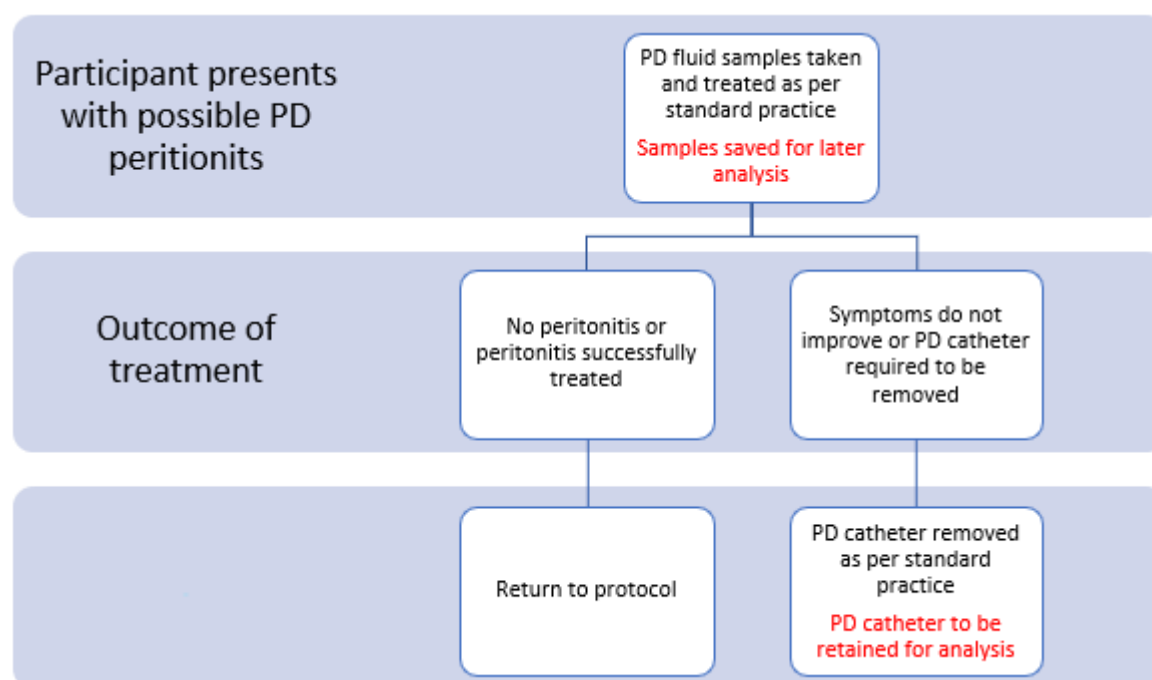 Participant presents
with possible PD
peritionits
PD fluid samples taken
and treated as per
standard practice
Samples saved for later
analysis
Outcome of
treatment
No peritonitis or
peritonitis successfully
treated
Symptoms do not
improve or PD catheter
required to be
removed
Return to protocol
PD catheter removed
as per standard
practice
PD catheter to be
retained for analysis